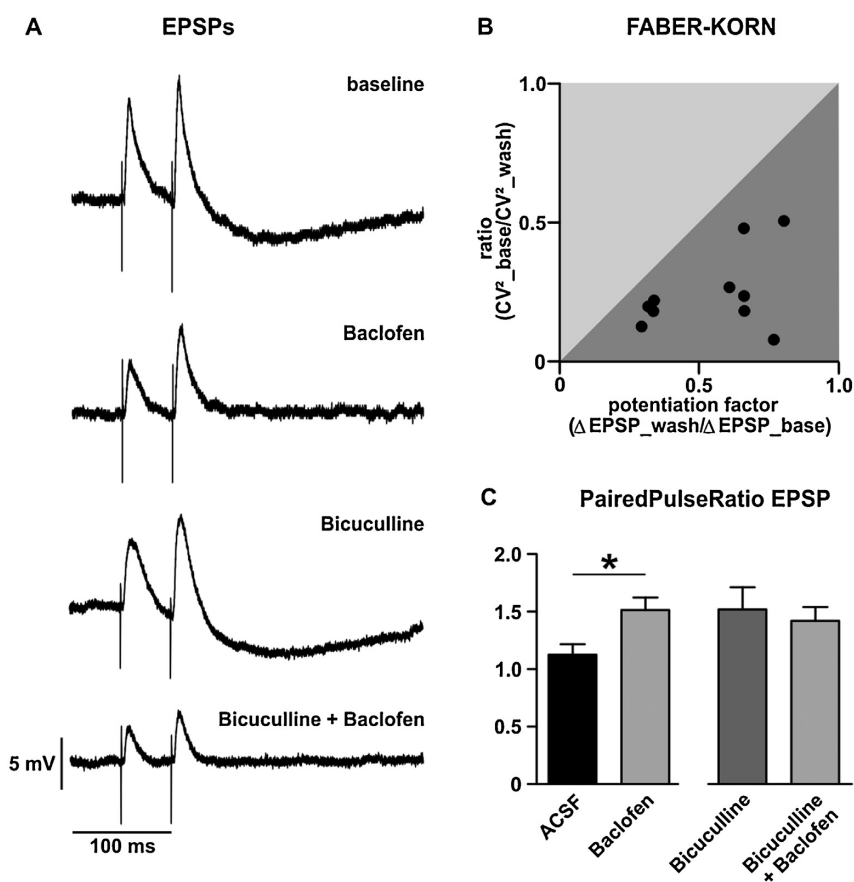 A
EPSPs
baseline
Baclofen
Bicuculline
Bicuculline + Baclofen
5 mV
100 ms
B
FABER-KORN
ratio
(CV²_base/CV²_wash)
1.0
0.5
0
0
0.5
1.0
potentiation factor
(Δ EPSP_wash/Δ EPSP_base)
C
PairedPulseRatio EPSP
2.0
1.5
1.0
0.5
0
*
ACSF
Baclofen
Bicuculline
Bicuculline
+ Baclofen